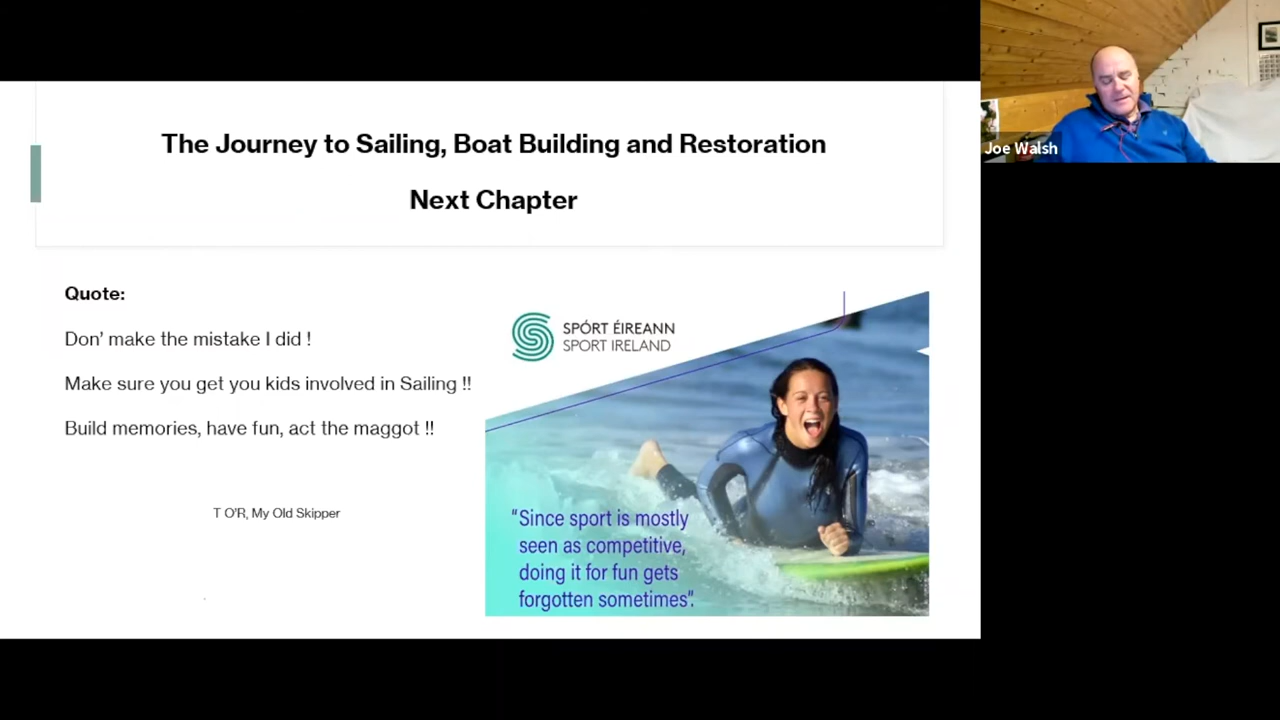 The Journey to Sailing, Boat Building and Restoration
Next Chapter
Quote:
Don' make the mistake I did !
Make sure you get you kids involved in Sailing !!
Build memories, have fun, act the maggot !!
T O'R, My Old Skipper
SPÓRT ÉIREANN
SPORT IRELAND
"Since sport is mostly
seen as competitive,
doing it for fun gets
forgotten sometimes".
Joe Walsh